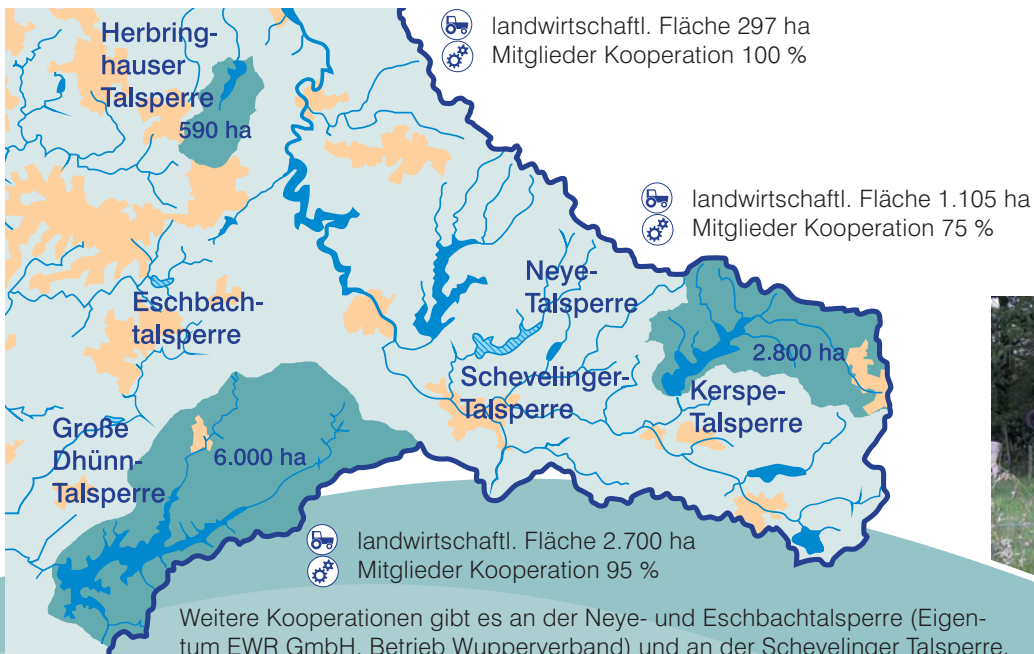 landwirtschaftl. Fläche 297 ha
Mitglieder Kooperation 100 %
Herbring-
hauser
Talsperre
590 ha
landwirtschaftl. Fläche 1.105 ha
Mitglieder Kooperation 75 %
Neye-
Talsperre
Eschbach-
talsperre
2.800 ha
Schevelinger-
Talsperre
Kerspe-
Talsperre
Große
Dhünn-
Talsperre
6.000 ha
landwirtschaftl. Fläche 2.700 ha
Mitglieder Kooperation 95 %
Weitere Kooperationen gibt es an der Neye- und Eschbachtalsperre (Eigen-
tum EWR GmbH, Betrieb Wupperverband) und an der Schevelinger Talsperre.